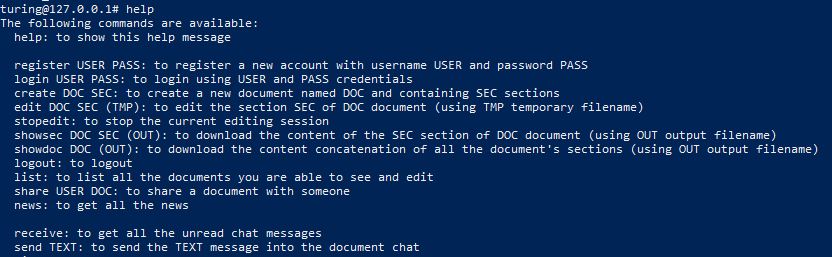 turing@127.0.0.1# help
The following commands are available:
help: to show this help message
register USER PASS: to register a new account with username USER and password PASS
login USER PASS: to login using USER and PASS credentials
create DOC SEC: to create a new document named DOC and containing SEC sections
edit DOC SEC (TMP): to edit the section SEC of DOC document (using TMP temporary filename)
stopedit: to stop the current editing session
showsec DOC SEC (OUT): to download the content of the SEC section of DOC document (using OUT output filename)
showdoc DOC (OUT): to download the content concatenation of all the document's sections (using OUT output filename)
logout: to logout
list: to list all the documents you are able to see and edit
share USER DOC: to share a document with someone
news: to get all the news
receive: to get all the unread chat messages
send TEXT: to send the TEXT message into the document chat